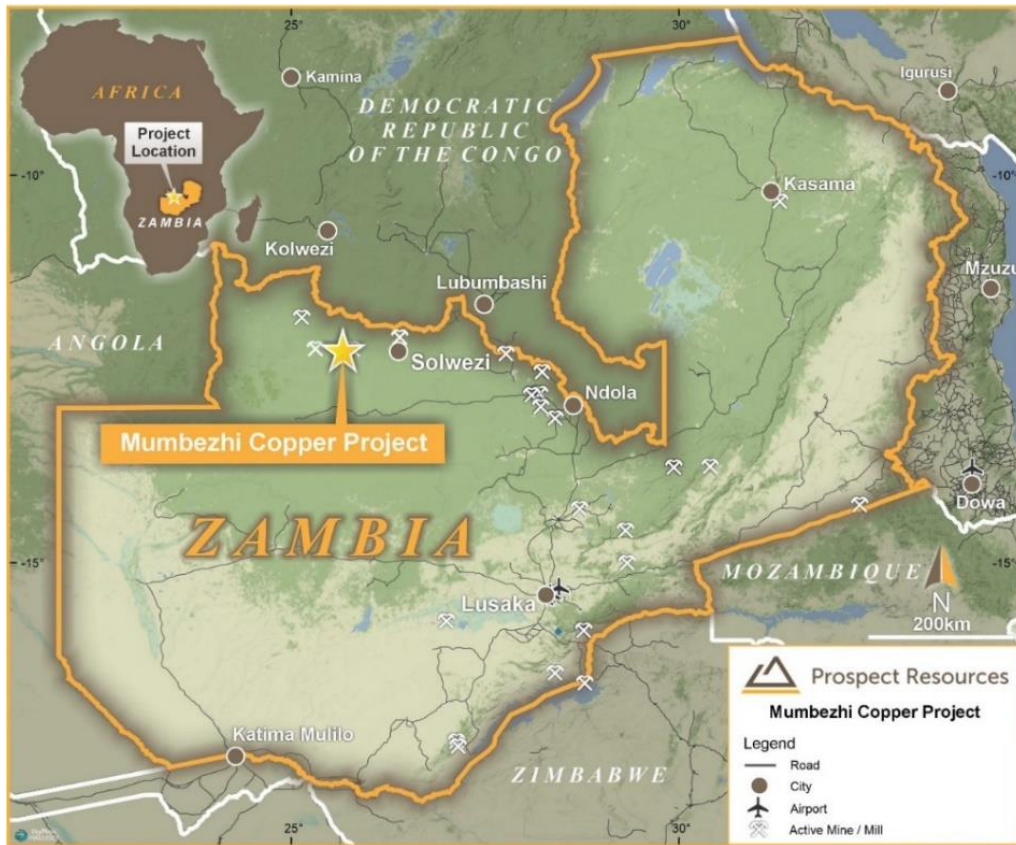 25°
30°
AFRICA
Project
Location
ZAMBIA
Kamina
DEMOCRATIC
REPUBLIC
OF THE CONGO
Igurusi
-10°
-10°
Kasama
Kolwezi
Lubumbashi
Mzuzu
ANGOLA
Solwezi
Ndola
Mumbezhi Copper Project
Dowa
ZAMBIA
-15°
-15°
MOZAMBIQUE
Lusaka
N
200km
Prospect Resources
Mumbezhi Copper Project
Legend
Road
City
Airport
Active Mine / Mill
Katima Mulilo
ZIMBABWE
25°
30°